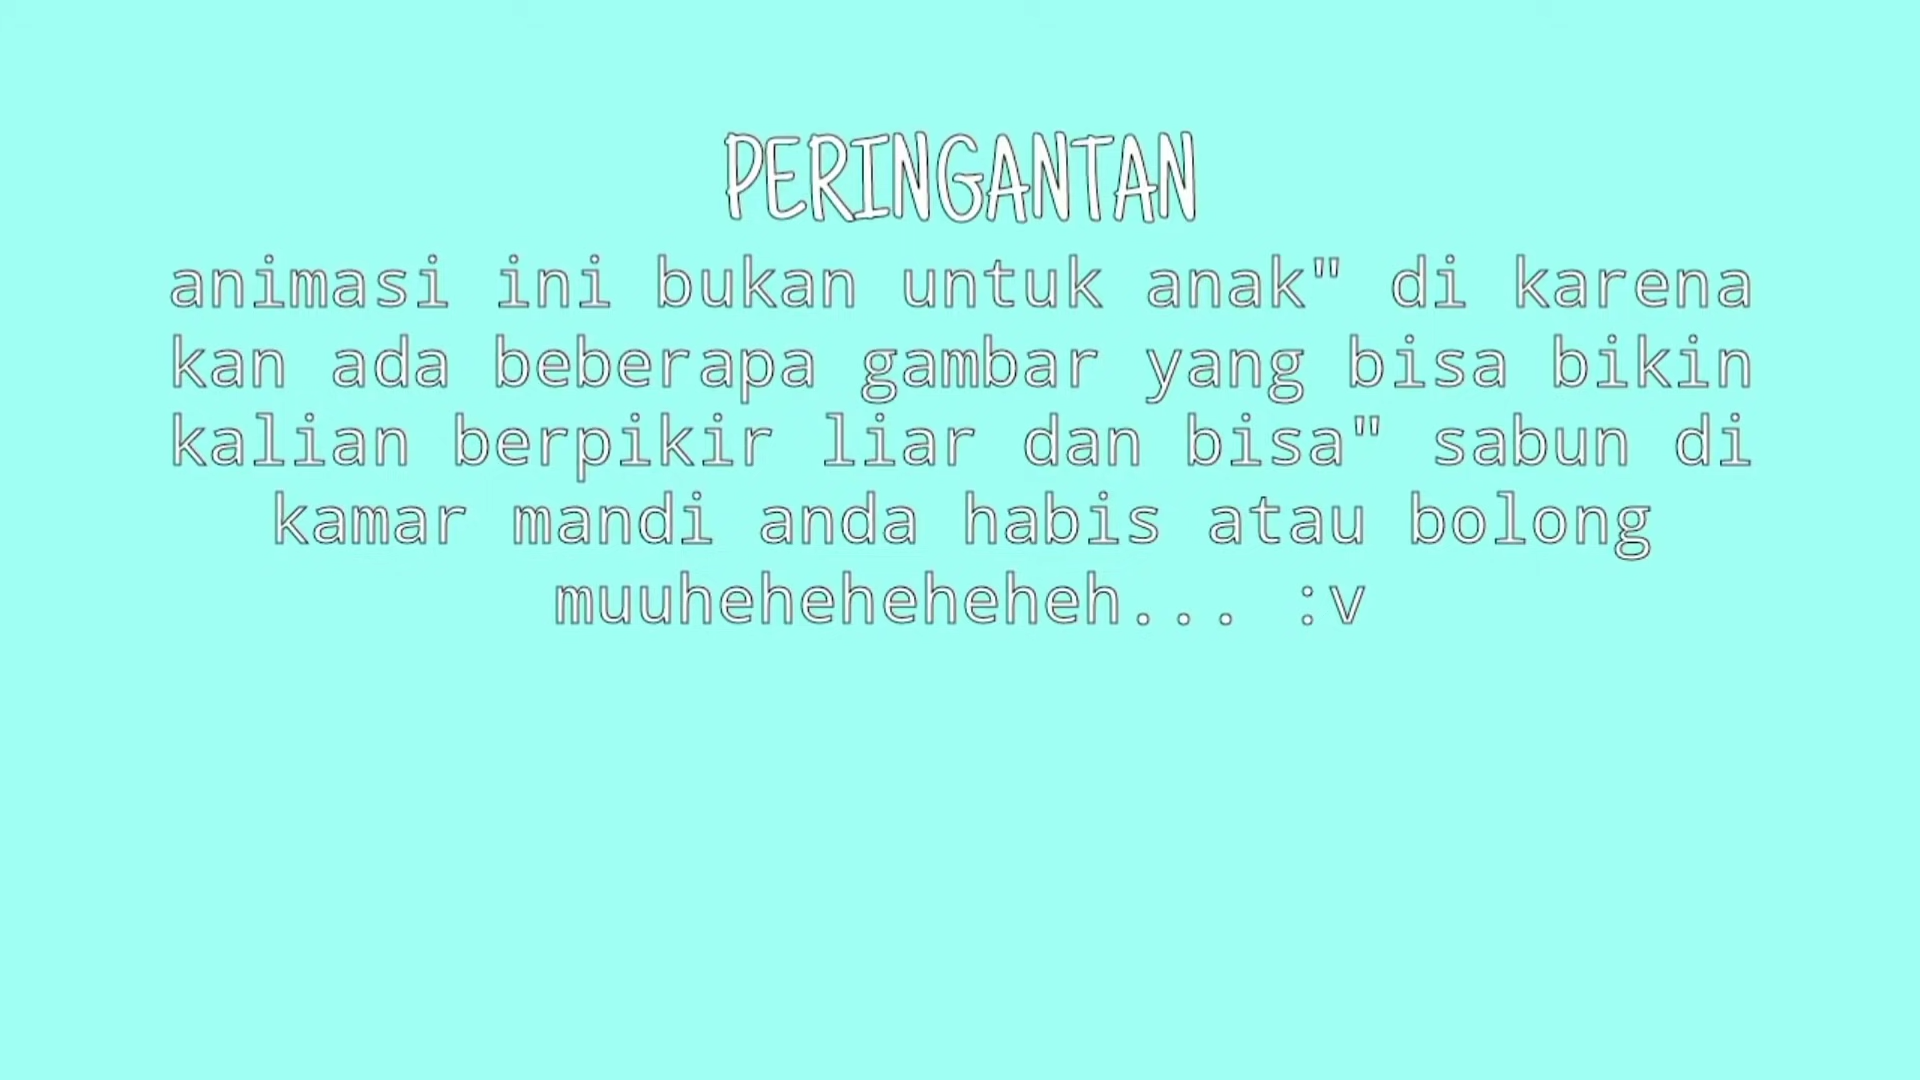 PERINGANTAN
animasi ini bukan untuk anak" di karena
kan ada beberapa gambar yang bisa bikin
kalian berpikir liar dan bisa" sabun di
kamar mandi anda habis atau bolong
muuheheheheheh... :v